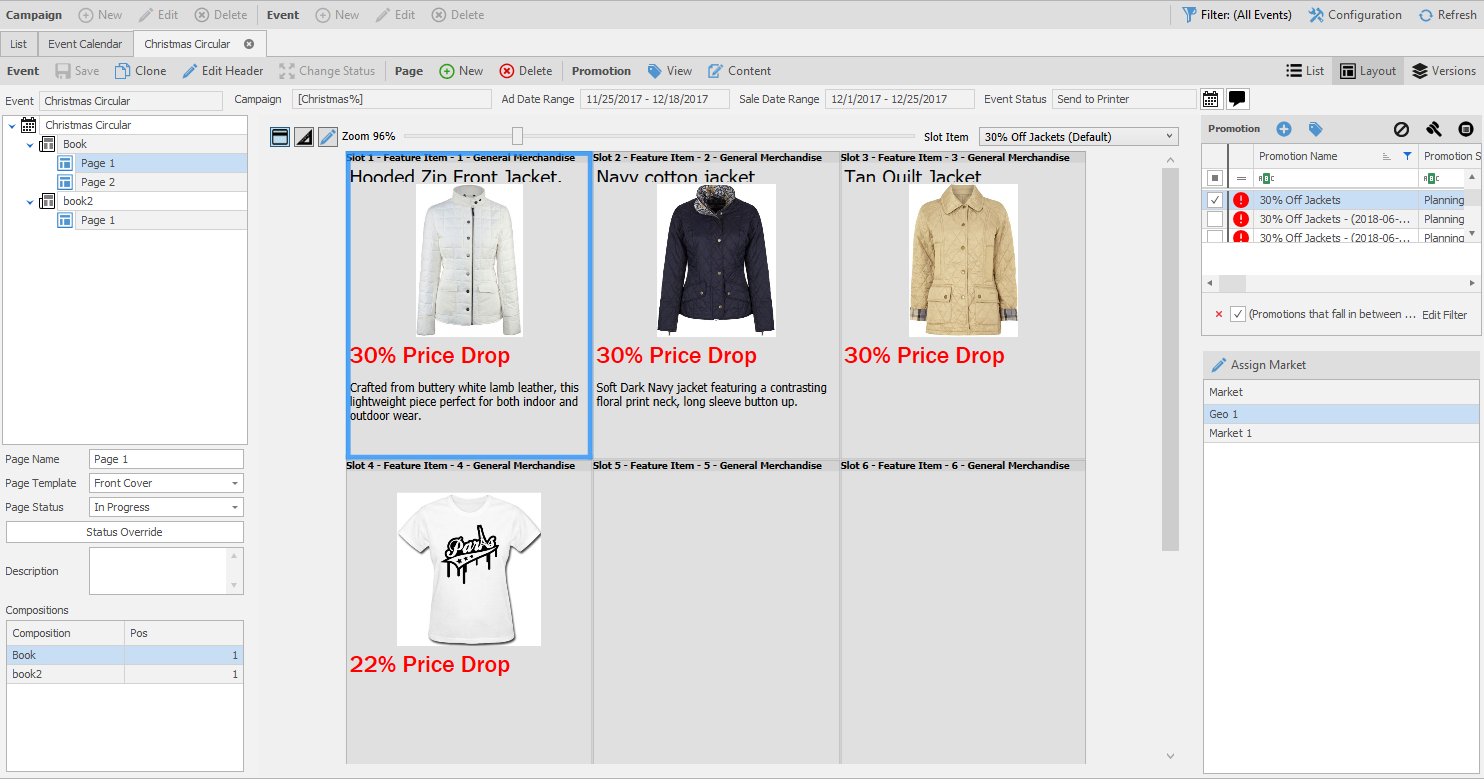 Campaign New Edit Delete Event New Edit Delete Filter: (All Events) Configuration Refresh
List Event Calendar Christmas Circular
Event Save Clone Edit Header Change Status Page New Delete Promotion View Content List Layout Versions
Event Christmas Circular Campaign [Christmas%] Ad Date Range 11/25/2017 - 12/18/2017 Sale Date Range 12/1/2017 - 12/25/2017 Event Status Send to Printer
Christmas Circular
Book
Page 1
Page 2
book2
Page 1
Page Name Page 1
Page Template Front Cover
Page Status In Progress
Status Override
Description
Compositions
Composition Pos
Book 1
book2 1
Zoom 96% Slot Item 30% Off Jackets (Default)
Slot 1 - Feature Item - 1 - General Merchandise
Hooded Zip Front Jacket.
30% Price Drop
Crafted from buttery white lamb leather, this
lightweight piece perfect for both indoor and
outdoor wear.
Slot 2 - Feature Item - 2 - General Merchandise
Navy cotton jacket
30% Price Drop
Soft Dark Navy jacket featuring a contrasting
floral print neck, long sleeve button up.
Slot 3 - Feature Item - 3 - General Merchandise
Tan Quilt Jacket
30% Price Drop
Slot 4 - Feature Item - 4 - General Merchandise
Parks
22% Price Drop
Slot 5 - Feature Item - 5 - General Merchandise
Slot 6 - Feature Item - 6 - General Merchandise
Promotion
Promotion Name Promotion S
ABC ABC
30% Off Jackets Planning
30% Off Jackets - (2018-06-... Planning
30% Off Jackets - (2018-06-... Planning
(Promotions that fall in between ... Edit Filter
Assign Market
Market
Geo 1
Market 1